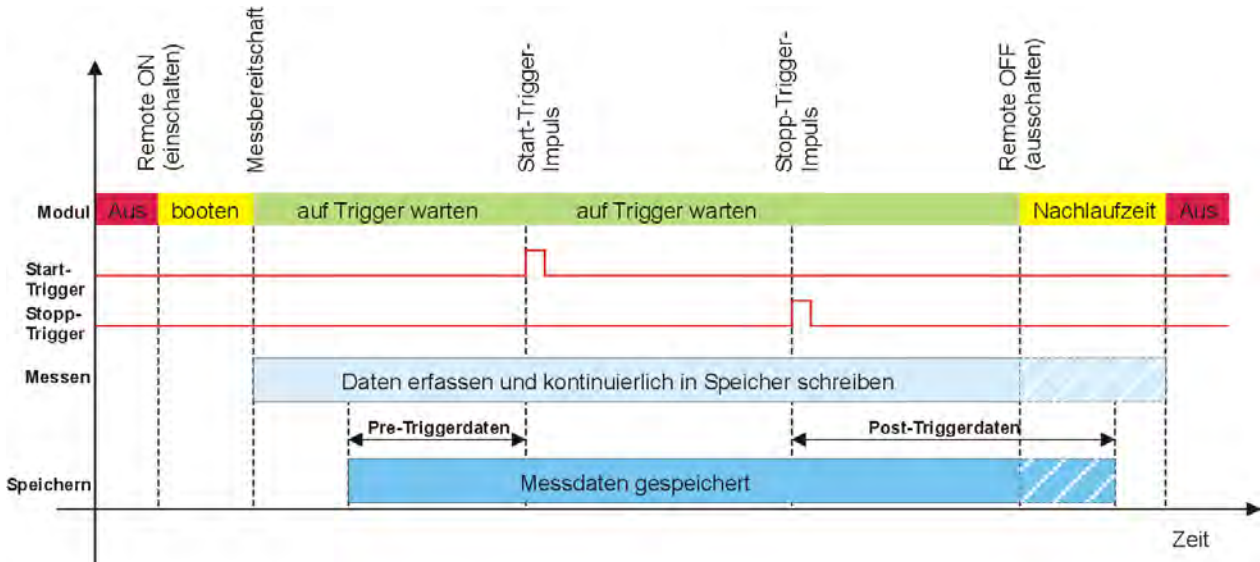 Remote ON
(einschalten)
Messbereitschaft
Start-Trigger-
Impuls
Stopp-Trigger-
Impuls
Remote OFF
(ausschalten)
Modul
Aus
booten
auf Trigger warten
auf Trigger warten
Nachlaufzeit
Aus
Start-
Trigger
Stopp-
Trigger
Messen
Daten erfassen und kontinuierlich in Speicher schreiben
Pre-Triggerdaten
Post-Triggerdaten
Speichern
Messdaten gespeichert
Zeit